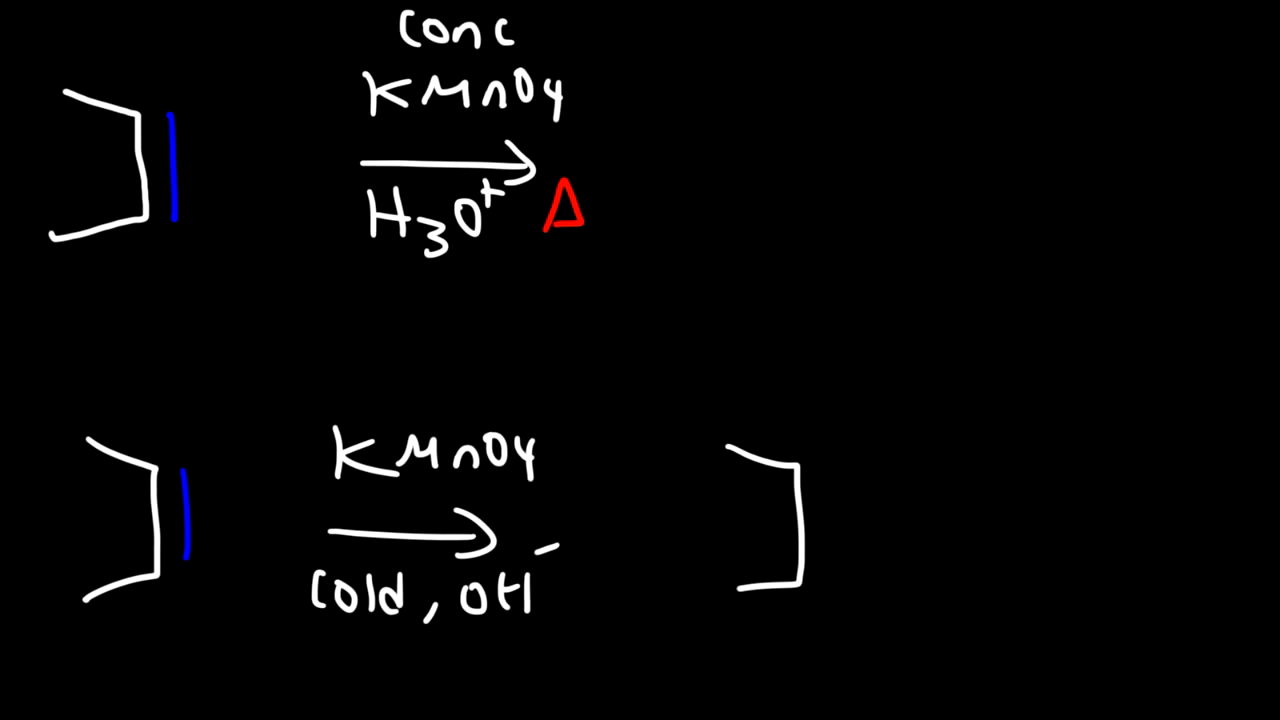 conc
KMnO4
H3O+ Δ
KMnO4
cold, OH-